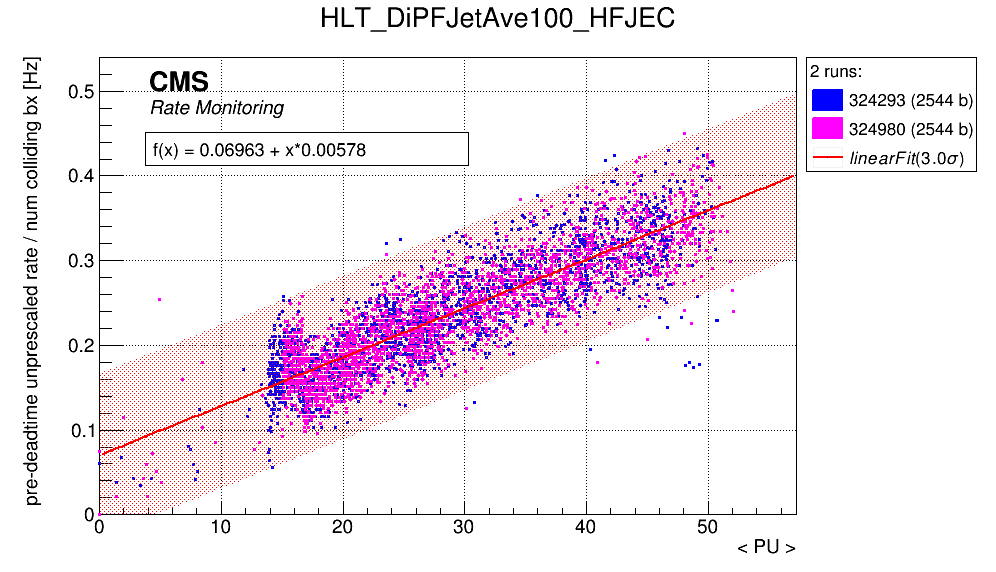 HLT_DiPFJetAve100_HFJEC
pre-deadtime unprescaled rate / num colliding bx [Hz]
CMS
Rate Monitoring
f(x) = 0.06963 + x*0.00578
0.5
0.4
0.3
0.2
0.1
0
0 10 20 30 40 50
< PU >
2 runs:
324293 (2544 b)
324980 (2544 b)
linearFit(3.0σ)